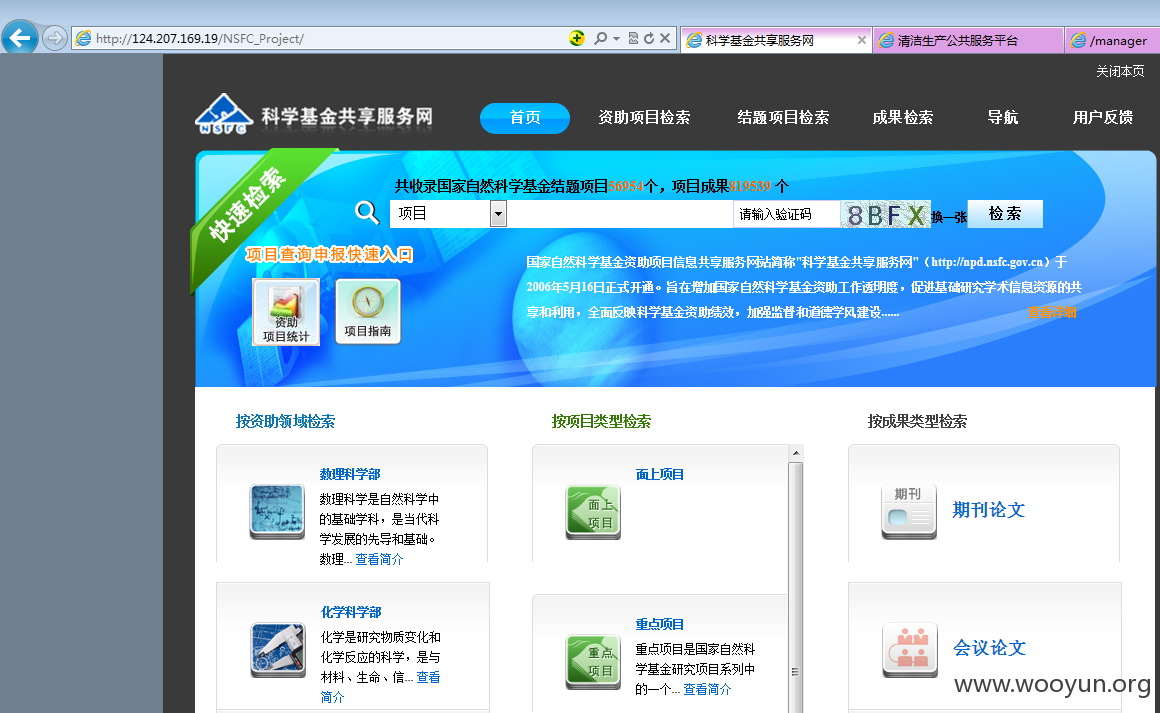 http://124.207.169.19/NSFC_Project/
科学基金共享服务网
清洁生产公共服务平台
/manager
关闭本页
NSFC
科学基金共享服务网
首页
资助项目检索
结题项目检索
成果检索
导航
用户反馈
快速检索
共收录国家自然科学基金结题项目56954个，项目成果819539 个
项目
请输入验证码
8BFX
换一张
检 索
项目查询申报快速入口
资助
项目统计
项目指南
国家自然科学基金资助项目信息共享服务网站简称"科学基金共享服务网"（http://npd.nsfc.gov.cn）于
2006年5月16日正式开通。旨在增加国家自然科学基金资助工作透明度，促进基础研究学术信息资源的共
享和利用，全面反映科学基金资助绩效，加强监督和道德学风建设......
按资助领域检索
按项目类型检索
按成果类型检索
数理科学部
数理科学是自然科学中
的基础学科，是当代科
学发展的先导和基础。
数理... 查看简介
面上项目
面上
项目
期刊
期刊论文
化学科学部
化学是研究物质变化和
化学反应的科学，是与
材料、生命、信... 查看
简介
重点项目
重点
项目
重点项目是国家自然科
学基金研究项目系列中
的一个... 查看简介
会议论文
www.wooyun.org